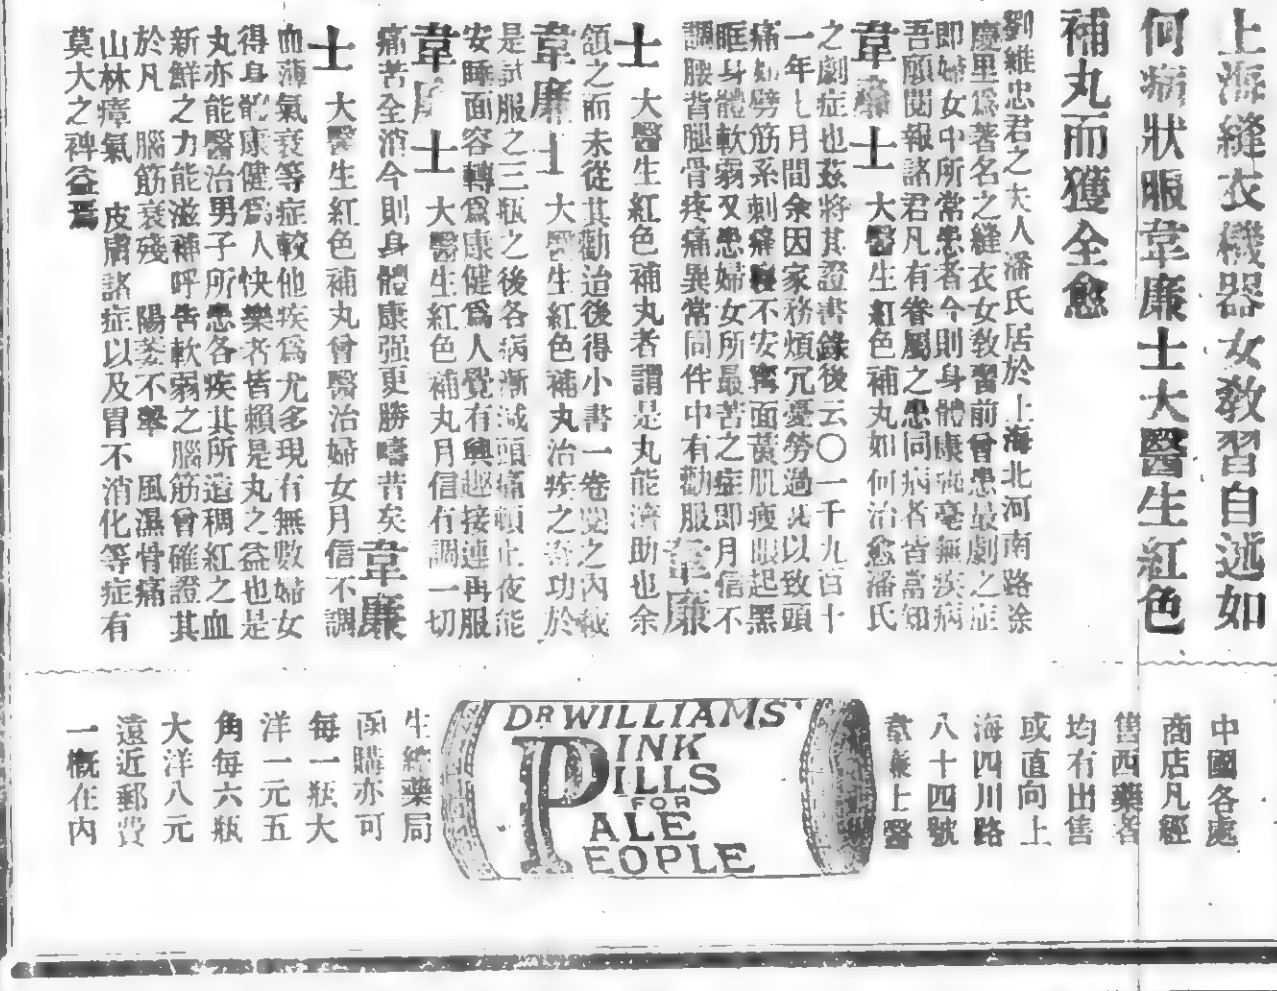 上海縫衣機器女敎習自述如
何病狀服韋廉士大醫生紅色
補丸而獲全愈
劉維忠君之夫人潘氏居於上海北河南路涂
慶里爲著名之縫衣女敎習前曾患最劇之症
即婦女中所常患者今則身體康强毫無疾病
吾願閱報諸君凡有眷屬之患同病者皆當知
韋廉士大醫生紅色補丸如何治愈潘氏
之劇症也茲將其證書錄後云〇一千九百十
一年七月間余因家務煩冗憂勞過以致頭
痛如劈筋系刺痛寢不安寗面黃肌瘦眼起黑
眶身體軟弱又患婦女所最苦之症即月信不
調腰背腿骨疼痛異常同伴中有勸服韋廉
士大醫生紅色補丸者謂是丸能濟助也余
頷之而未從其勸迨後得小書一卷受之內載
韋廉士大醫生紅色補丸治疾之奇功於
是試服之三瓶之後各病漸減頭痛頓止夜能
安睡面容轉爲康健爲人覺有興趣接連再服
韋廉士大醫生紅色補丸月信有調一切
痛苦全消今則身體康强更勝疇昔矣韋廉
士大醫生紅色補丸曾醫治婦女月信不調
血薄氣衰等症較他疾爲尤多現有無數婦女
得身體康健爲人快樂者皆賴是丸之益也是
丸亦能醫治男子所患各疾其所造稠紅之血
新鮮之力能滋補呼吿軟弱之腦筋曾確證其
於凡 腦筋衰殘 陽萎不舉 風濕骨痛
山林瘴氣 皮膚諸症以及胃不消化等症有
莫大之裨益焉
中國各處
商店凡經
售西藥者
均有出售
或直向上
海四川路
八十四號
韋廉士醫
生總藥局
函購亦可
每一瓶大
洋一元五
角每六瓶
大洋八元
遠近郵費
一槪在內
DR WILLIAMS'
PINK
PILLS
FOR
PALE
PEOPLE